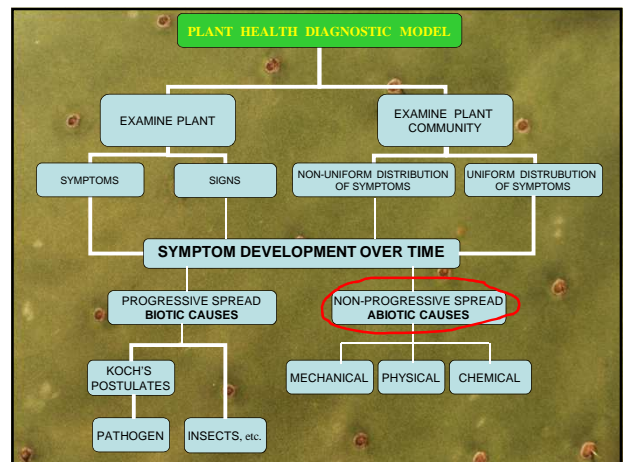 PLANT HEALTH DIAGNOSTIC MODEL
EXAMINE PLANT
EXAMINE PLANT
COMMUNITY
SYMPTOMS
SIGNS
NON-UNIFORM DISTRIBUTION
OF SYMPTOMS
UNIFORM DISTRUBUTION
OF SYMPTOMS
SYMPTOM DEVELOPMENT OVER TIME
PROGRESSIVE SPREAD
BIOTIC CAUSES
NON-PROGRESSIVE SPREAD
ABIOTIC CAUSES
KOCH'S
POSTULATES
MECHANICAL
PHYSICAL
CHEMICAL
PATHOGEN
INSECTS, etc.